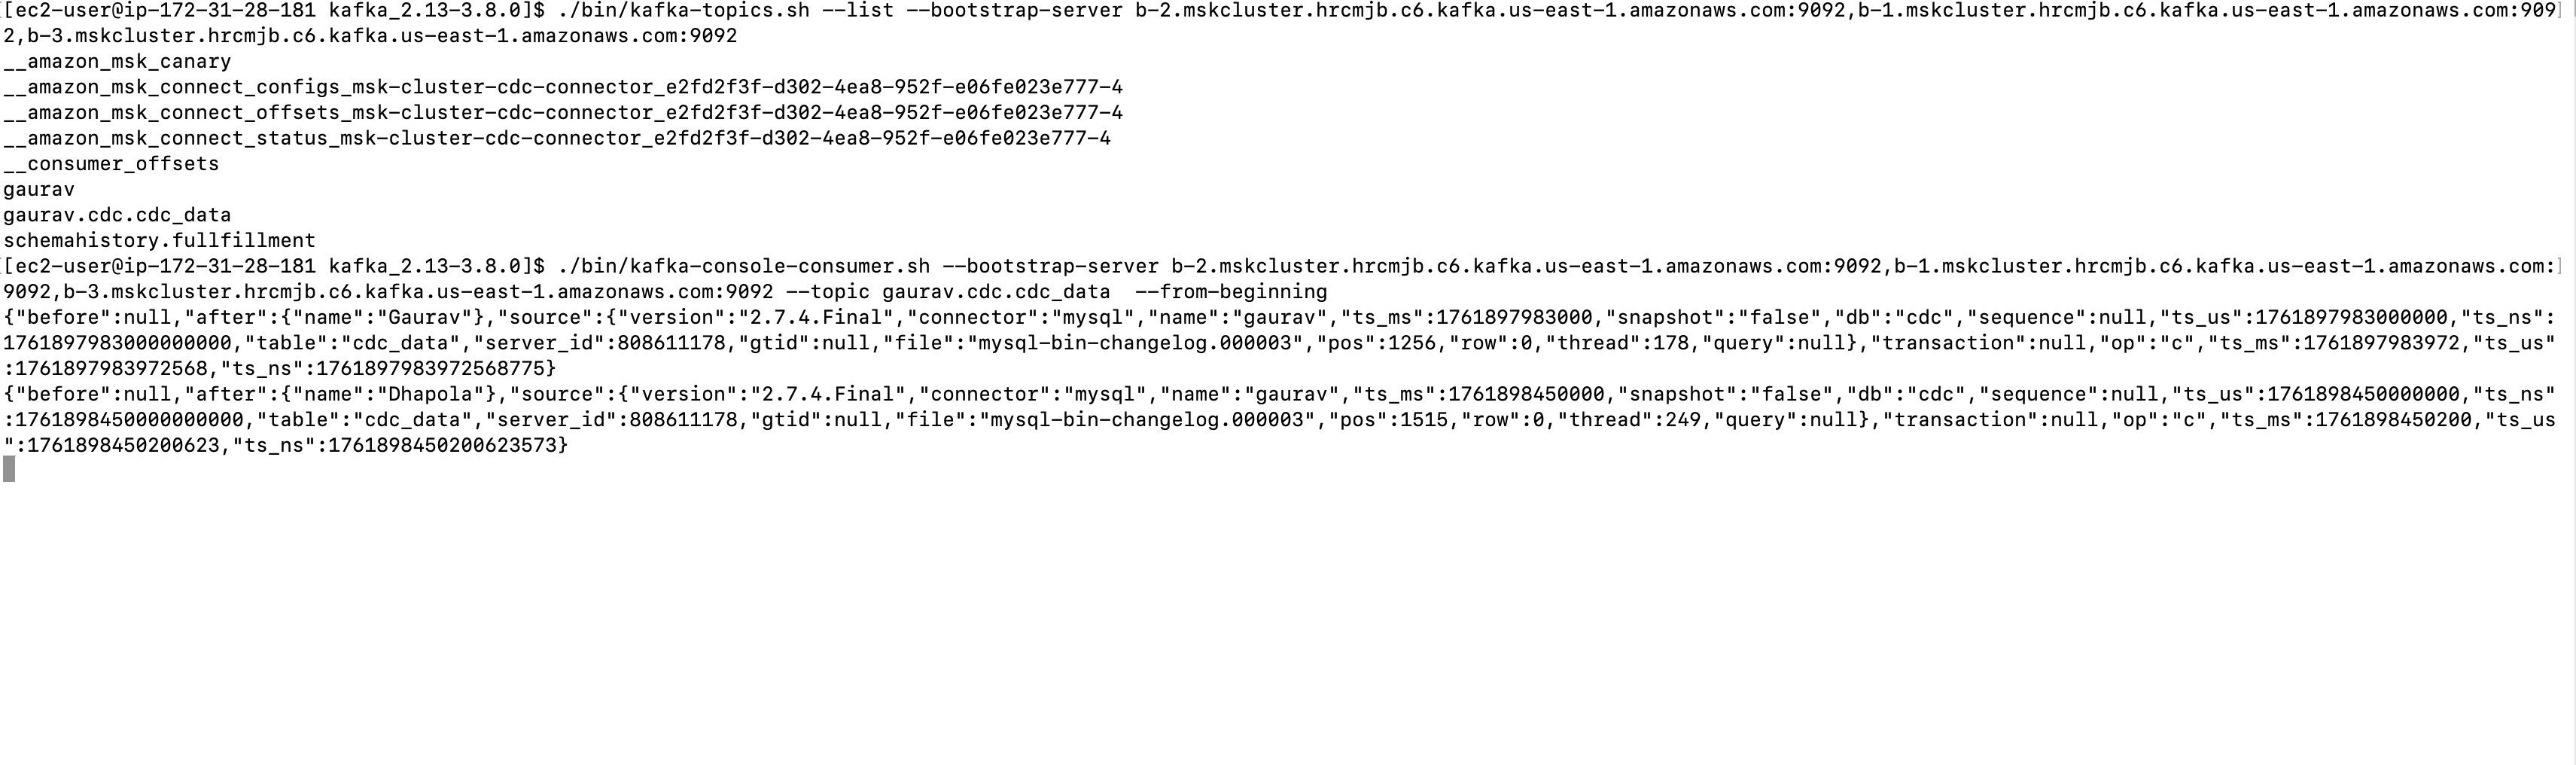 [ec2-user@ip-172-31-28-181 kafka_2.13-3.8.0]$ ./bin/kafka-topics.sh --list --bootstrap-server b-2.mskcluster.hrcmjb.c6.kafka.us-east-1.amazonaws.com:9092,b-1.mskcluster.hrcmjb.c6.kafka.us-east-1.amazonaws.com:909
2,b-3.mskcluster.hrcmjb.c6.kafka.us-east-1.amazonaws.com:9092
__amazon_msk_canary
__amazon_msk_connect_configs_msk-cluster-cdc-connector_e2fd2f3f-d302-4ea8-952f-e06fe023e777-4
__amazon_msk_connect_offsets_msk-cluster-cdc-connector_e2fd2f3f-d302-4ea8-952f-e06fe023e777-4
__amazon_msk_connect_status_msk-cluster-cdc-connector_e2fd2f3f-d302-4ea8-952f-e06fe023e777-4
__consumer_offsets
gaurav
gaurav.cdc.cdc_data
schemahistory.fullfillment
[ec2-user@ip-172-31-28-181 kafka_2.13-3.8.0]$ ./bin/kafka-console-consumer.sh --bootstrap-server b-2.mskcluster.hrcmjb.c6.kafka.us-east-1.amazonaws.com:9092,b-1.mskcluster.hrcmjb.c6.kafka.us-east-1.amazonaws.com:
9092,b-3.mskcluster.hrcmjb.c6.kafka.us-east-1.amazonaws.com:9092 --topic gaurav.cdc.cdc_data  --from-beginning
{"before":null,"after":{"name":"Gaurav"},"source":{"version":"2.7.4.Final","connector":"mysql","name":"gaurav","ts_ms":1761897983000,"snapshot":"false","db":"cdc","sequence":null,"ts_us":1761897983000000,"ts_ns":
1761897983000000000,"table":"cdc_data","server_id":808611178,"gtid":null,"file":"mysql-bin-changelog.000003","pos":1256,"row":0,"thread":178,"query":null},"transaction":null,"op":"c","ts_ms":1761897983972,"ts_us"
:1761897983972568,"ts_ns":1761897983972568775}
{"before":null,"after":{"name":"Dhapola"},"source":{"version":"2.7.4.Final","connector":"mysql","name":"gaurav","ts_ms":1761898450000,"snapshot":"false","db":"cdc","sequence":null,"ts_us":1761898450000000,"ts_ns"
:1761898450000000000,"table":"cdc_data","server_id":808611178,"gtid":null,"file":"mysql-bin-changelog.000003","pos":1515,"row":0,"thread":249,"query":null},"transaction":null,"op":"c","ts_ms":1761898450200,"ts_us
":1761898450200623,"ts_ns":1761898450200623573}